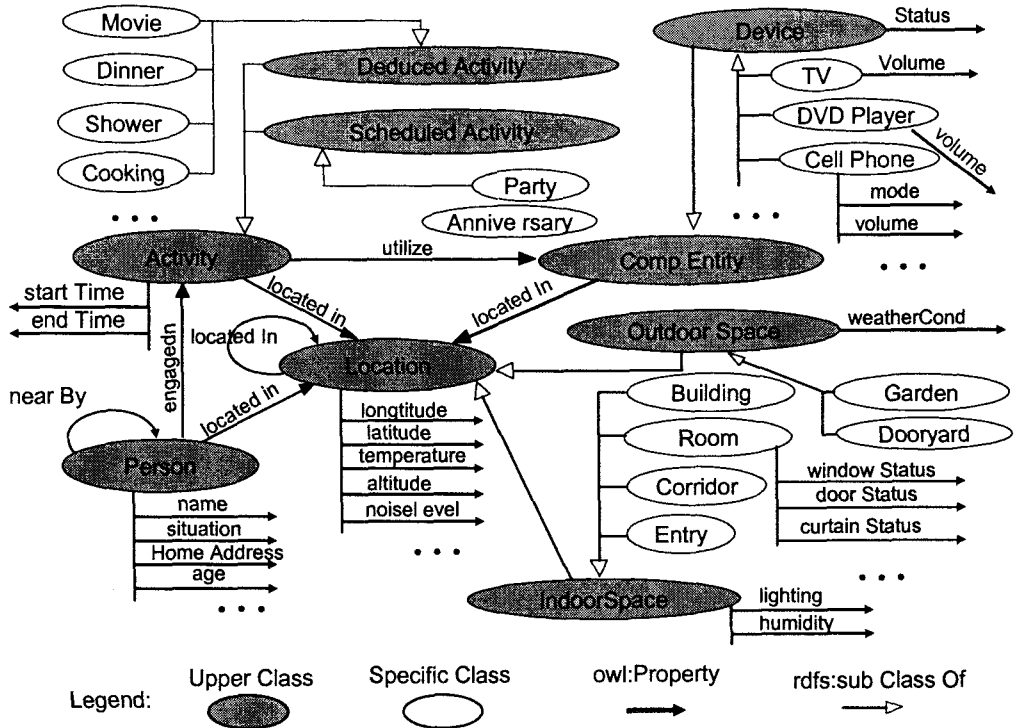 Movie
Dinner
Shower
Cooking
• • •
Deduced Activity
Scheduled Activity
Party
Annive rsary
Device
Status
TV
Volume
DVD Player
volume
Cell Phone
mode
volume
• • •
• • •
Activity
utilize
Comp Entity
start Time
end Time
located in
located In
located In
engagedn
Location
Outdoor Space
weatherCond
near By
located in
Person
name
situation
Home Address
age
• • •
longtitude
latitude
temperature
altitude
noisel evel
• • •
Building
Room
Corridor
Entry
Garden
Dooryard
window Status
door Status
curtain Status
• • •
IndoorSpace
lighting
humidity
• • •
Legend:
Upper Class
Specific Class
owl:Property
rdfs:sub Class Of